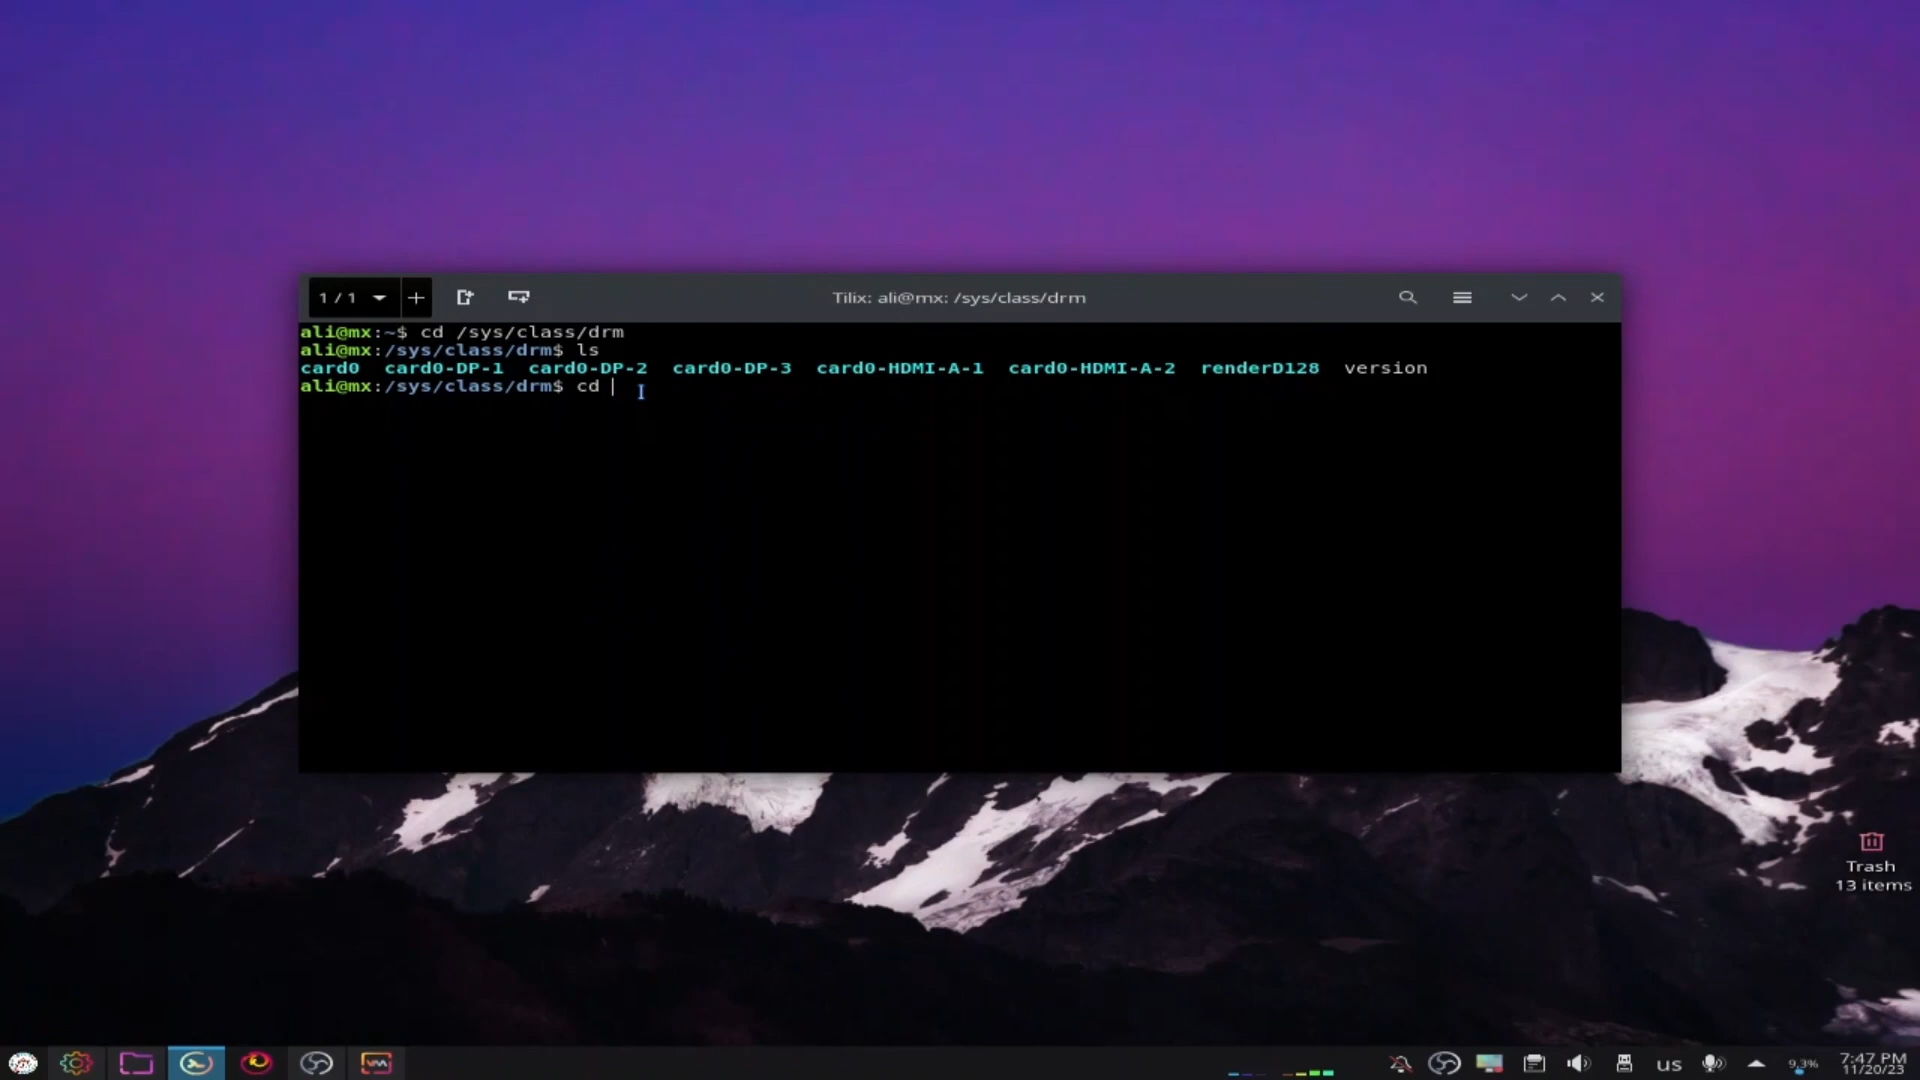 1 / 1
Tilix: ali@mx: /sys/class/drm
ali@mx:~$ cd /sys/class/drm
ali@mx:/sys/class/drm$ ls
card0 card0-DP-1 card0-DP-2 card0-DP-3 card0-HDMI-A-1 card0-HDMI-A-2 renderD128 version
ali@mx:/sys/class/drm$ cd
Trash
13 items
us
9,3%
7:47 PM
11/20/23